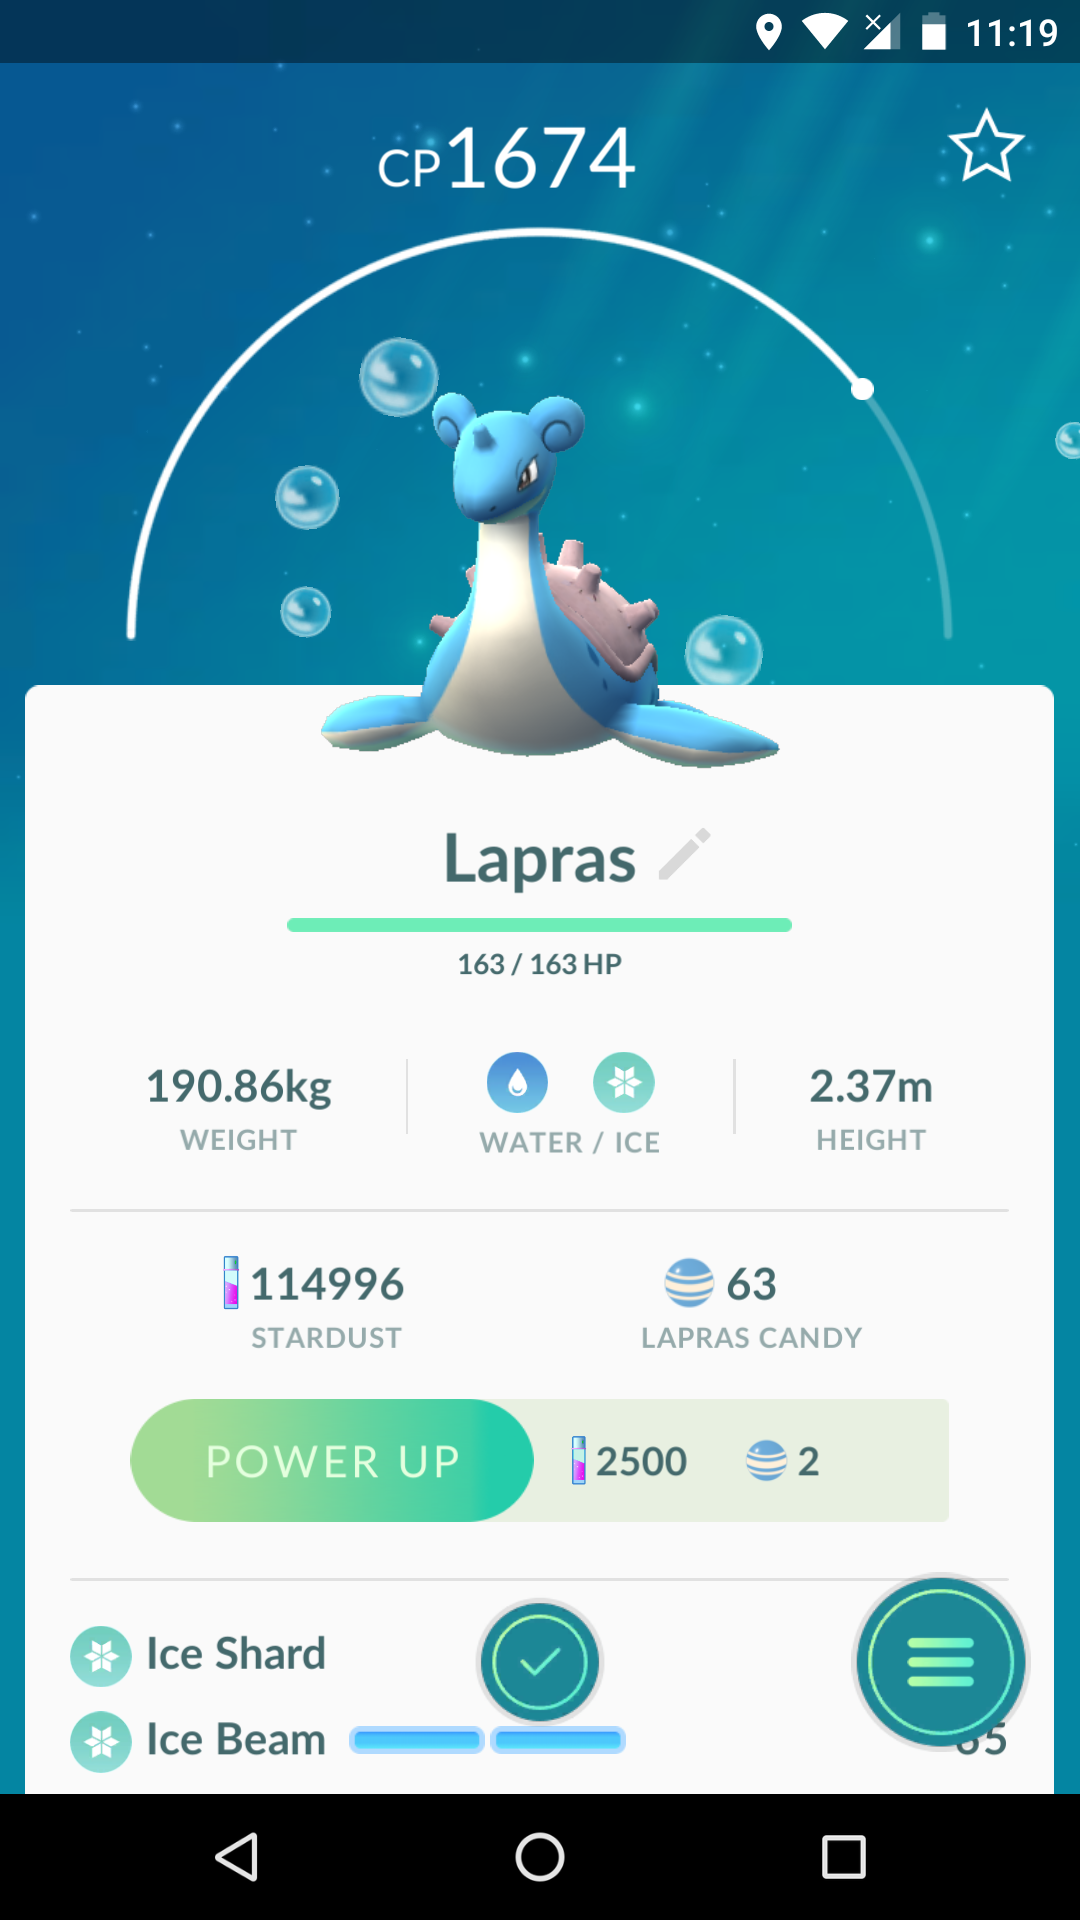 11:19
CP1674
Lapras
163 / 163 HP
190.86kg
WEIGHT
WATER / ICE
2.37m
HEIGHT
114996
STARDUST
63
LAPRAS CANDY
POWER UP 2500 2
Ice Shard
Ice Beam 65